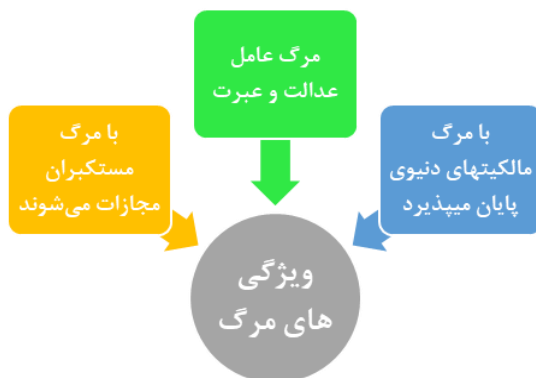 مرگ عامل
عدالت و عبرت
با مرگ
مالکیتهای دنیوی
پایان میپذیرد
با مرگ
مستکبران
مجازات می‌شوند
ویژگی
های مرگ